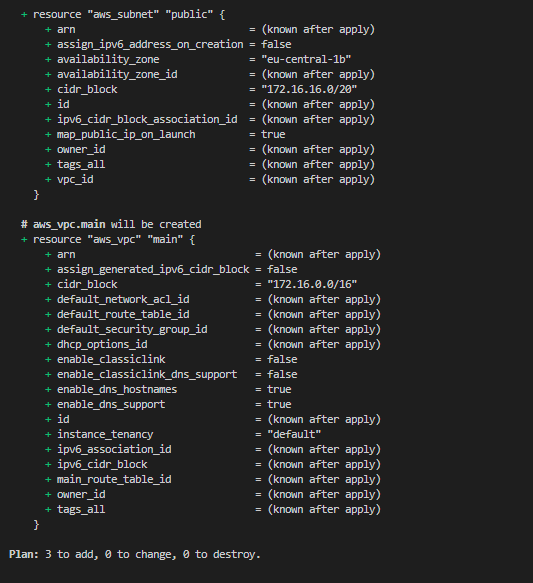 + resource "aws_subnet" "public" {
+ arn = (known after apply)
+ assign_ipv6_address_on_creation = false
+ availability_zone = "eu-central-1b"
+ availability_zone_id = (known after apply)
+ cidr_block = "172.16.16.0/20"
+ id = (known after apply)
+ ipv6_cidr_block_association_id = (known after apply)
+ map_public_ip_on_launch = true
+ owner_id = (known after apply)
+ tags_all = (known after apply)
+ vpc_id = (known after apply)
}
# aws_vpc.main will be created
+ resource "aws_vpc" "main" {
+ arn = (known after apply)
+ assign_generated_ipv6_cidr_block = false
+ cidr_block = "172.16.0.0/16"
+ default_network_acl_id = (known after apply)
+ default_route_table_id = (known after apply)
+ default_security_group_id = (known after apply)
+ dhcp_options_id = (known after apply)
+ enable_classiclink = false
+ enable_classiclink_dns_support = false
+ enable_dns_hostnames = true
+ enable_dns_support = true
+ id = (known after apply)
+ instance_tenancy = "default"
+ ipv6_association_id = (known after apply)
+ ipv6_cidr_block = (known after apply)
+ main_route_table_id = (known after apply)
+ owner_id = (known after apply)
+ tags_all = (known after apply)
}
Plan: 3 to add, 0 to change, 0 to destroy.